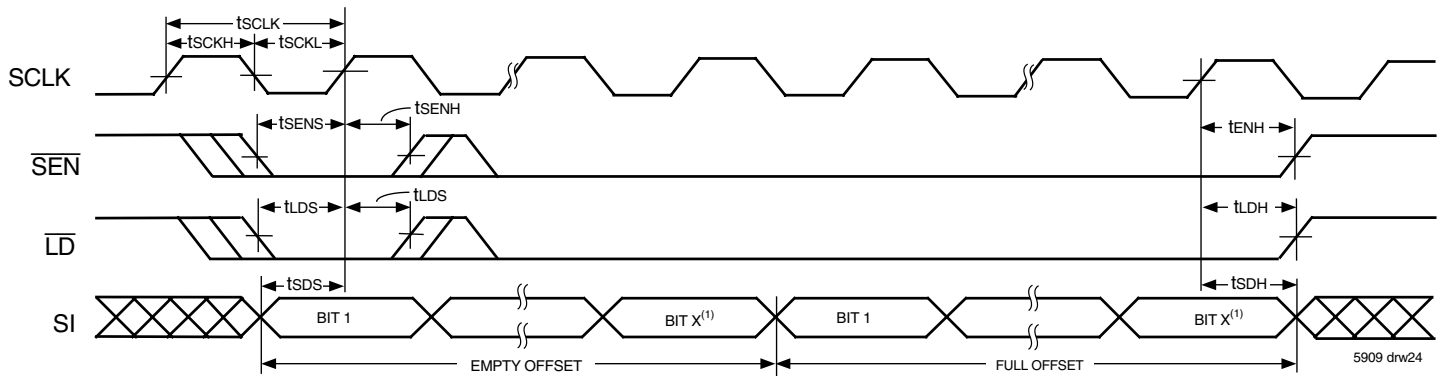 tSCLK
tSCKH tSCKL
SCLK
tSENH
tSENS tENH
SEN
tLDS tLDS tLDH
LD
tSDS tSDH
SI BIT 1 BIT X(1) BIT 1 BIT X(1)
EMPTY OFFSET FULL OFFSET
5909 drw24